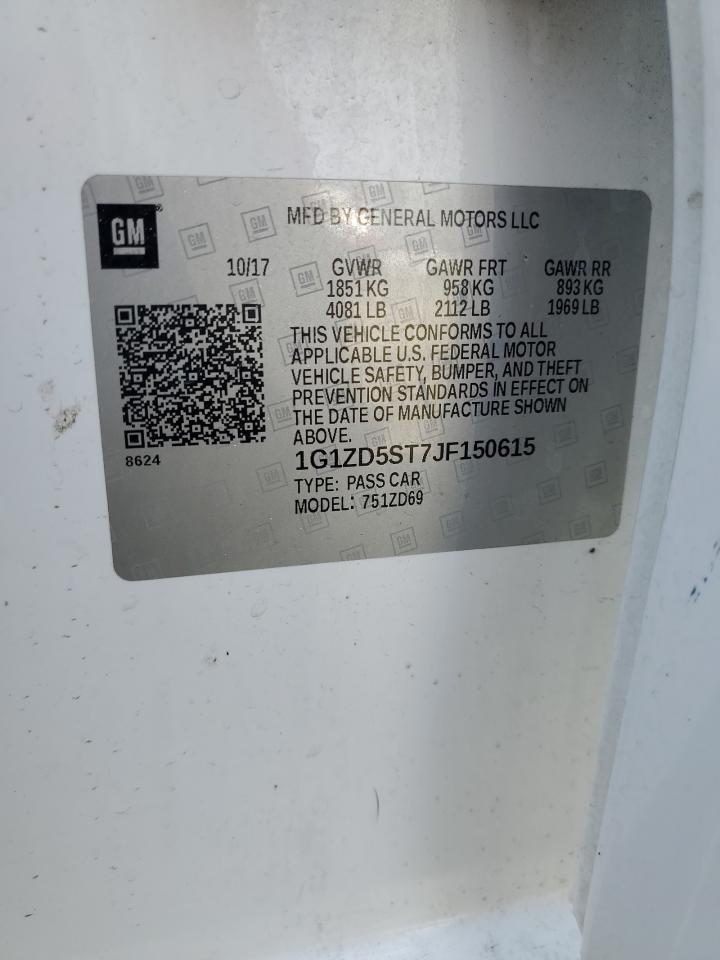 GM
MFD BY GENERAL MOTORS LLC
10/17 GVWR GAWR FRT GAWR RR
1851 KG 958 KG 893 KG
4081 LB 2112 LB 1969 LB
THIS VEHICLE CONFORMS TO ALL
APPLICABLE U.S. FEDERAL MOTOR
VEHICLE SAFETY, BUMPER, AND THEFT
PREVENTION STANDARDS IN EFFECT ON
THE DATE OF MANUFACTURE SHOWN
ABOVE.
8624
1G1ZD5ST7JF150615
TYPE: PASS CAR
MODEL: 751ZD69